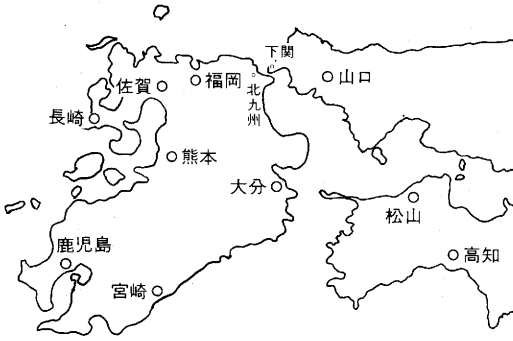 下関
佐賀
福岡
山口
北九州
長崎
熊本
大分
松山
鹿児島
高知
宮崎